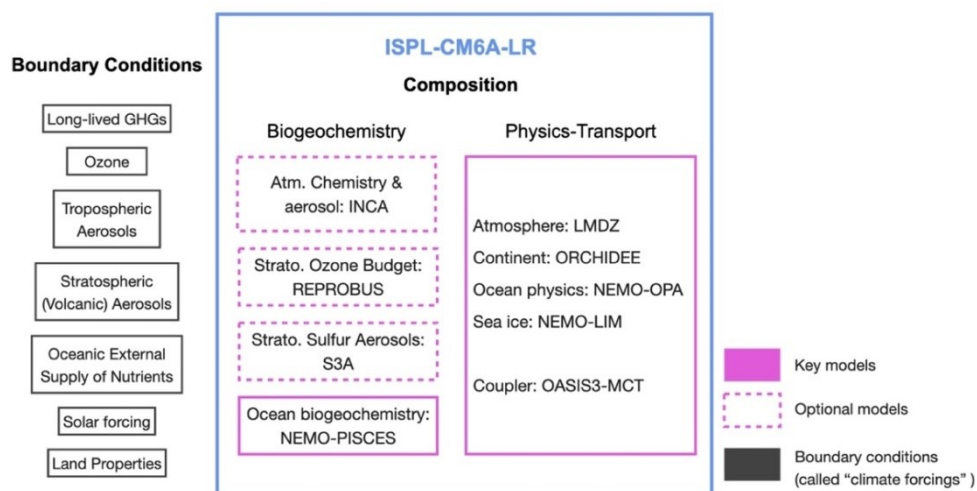 ISPL-CM6A-LR
Boundary Conditions
Composition
Long-lived GHGs
Ozone
Tropospheric
Aerosols
Stratospheric
(Volcanic) Aerosols
Oceanic External
Supply of Nutrients
Solar forcing
Land Properties
Biogeochemistry
Atm. Chemistry &
aerosol: INCA
Strato. Ozone Budget:
REPROBUS
Strato. Sulfur Aerosols:
S3A
Ocean biogeochemistry:
NEMO-PISCES
Physics-Transport
Atmosphere: LMDZ
Continent: ORCHIDEE
Ocean physics: NEMO-OPA
Sea ice: NEMO-LIM
Coupler: OASIS3-MCT
Key models
Optional models
Boundary conditions
(called “climate forcings” )